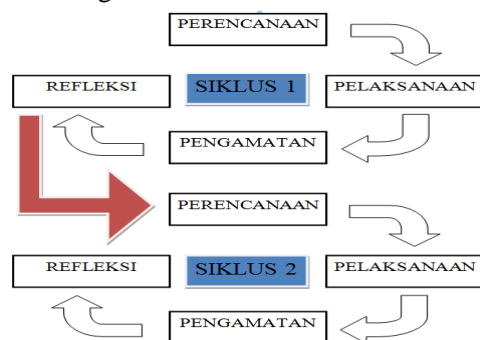 PERENCANAAN
REFLEKSI
SIKLUS 1
PELAKSANAAN
PENGAMATAN
PERENCANAAN
REFLEKSI
SIKLUS 2
PELAKSANAAN
PENGAMATAN